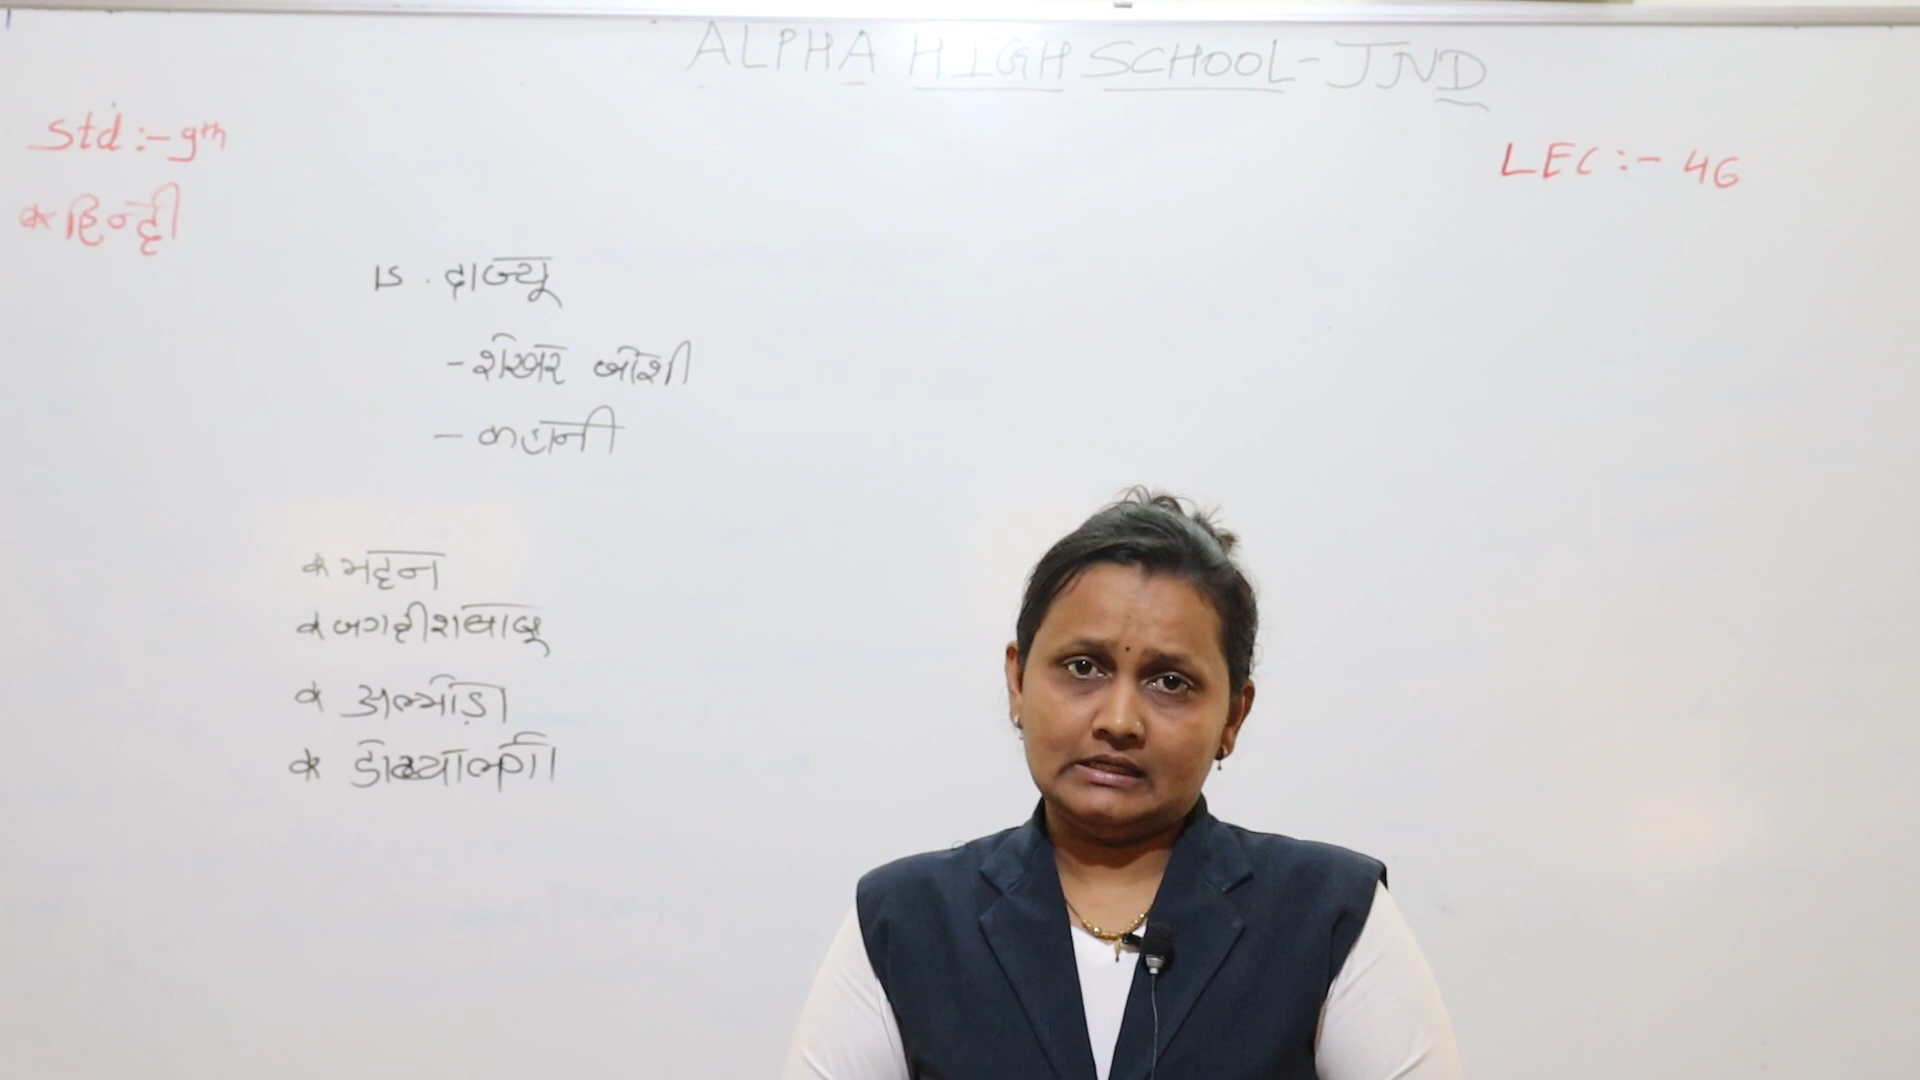 ALPHA HIGH SCHOOL-JND
Std :- 9th
LEC :- 46
* हिन्दी
15. दाज्यू
- शेखर जोशी
- कहानी
* मदन
* जगदीशबाबू
* अल्मोड़ा
*